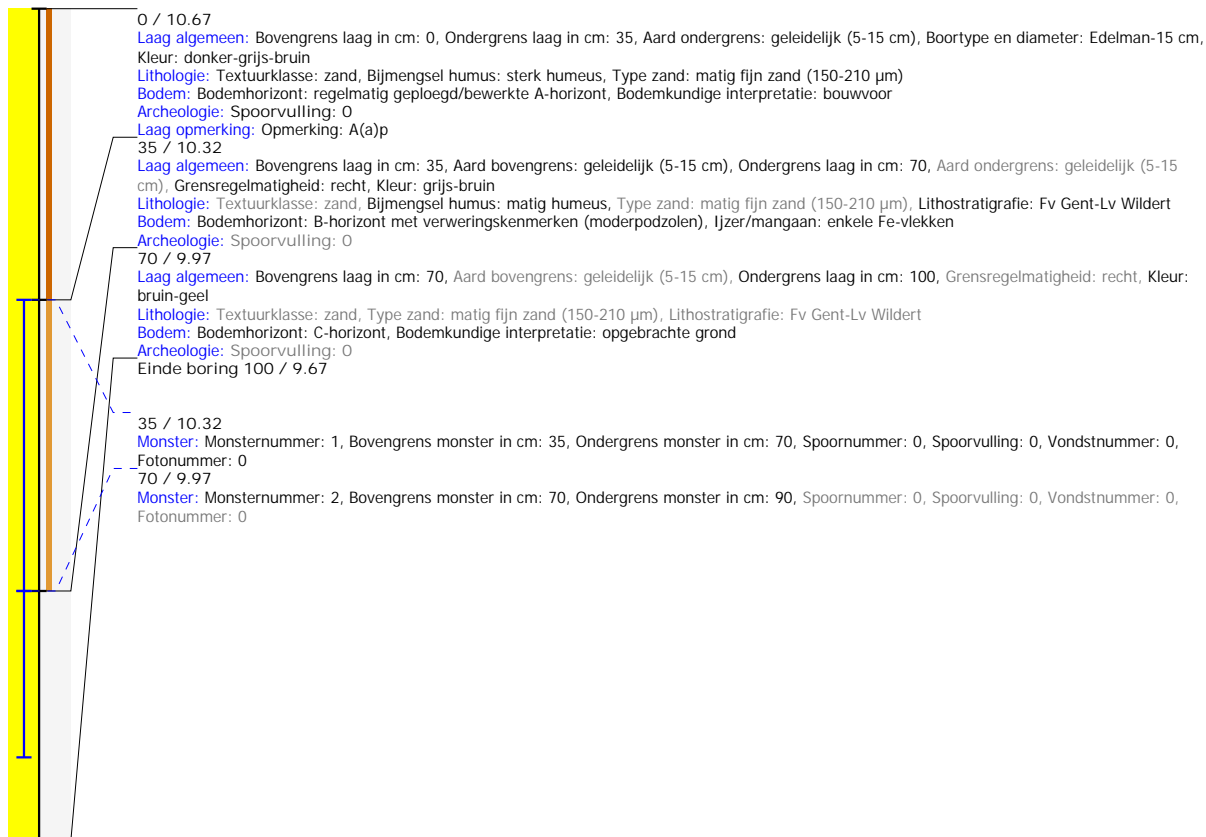 0 / 10.67
Laag algemeen: Bovengrens laag in cm: 0, Ondergrens laag in cm: 35, Aard ondergrens: geleidelijk (5-15 cm), Boortype en diameter: Edelman-15 cm,
Kleur: donker-grijs-bruin
Lithologie: Textuurklasse: zand, Bijmengsel humus: sterk humeus, Type zand: matig fijn zand (150-210 µm)
Bodem: Bodemhorizont: regelmatig geploegd/bewerkte A-horizont, Bodemkundige interpretatie: bouwvoor
Archeologie: Spoorvulling: 0
Laag opmerking: Opmerking: A(a)p
35 / 10.32
Laag algemeen: Bovengrens laag in cm: 35, Aard bovengrens: geleidelijk (5-15 cm), Ondergrens laag in cm: 70, Aard ondergrens: geleidelijk (5-15
cm), Grensregelmatigheid: recht, Kleur: grijs-bruin
Lithologie: Textuurklasse: zand, Bijmengsel humus: matig humeus, Type zand: matig fijn zand (150-210 µm), Lithostratigrafie: Fv Gent-Lv Wildert
Bodem: Bodemhorizont: B-horizont met verweringskenmerken (moderpodzolen), Ijzer/mangaan: enkele Fe-vlekken
Archeologie: Spoorvulling: 0
70 / 9.97
Laag algemeen: Bovengrens laag in cm: 70, Aard bovengrens: geleidelijk (5-15 cm), Ondergrens laag in cm: 100, Grensregelmatigheid: recht, Kleur:
bruin-geel
Lithologie: Textuurklasse: zand, Type zand: matig fijn zand (150-210 µm), Lithostratigrafie: Fv Gent-Lv Wildert
Bodem: Bodemhorizont: C-horizont, Bodemkundige interpretatie: opgebrachte grond
Archeologie: Spoorvulling: 0
Einde boring 100 / 9.67
35 / 10.32
Monster: Monsternummer: 1, Bovengrens monster in cm: 35, Ondergrens monster in cm: 70, Spoornummer: 0, Spoorvulling: 0, Vondstnummer: 0,
Fotonummer: 0
70 / 9.97
Monster: Monsternummer: 2, Bovengrens monster in cm: 70, Ondergrens monster in cm: 90, Spoornummer: 0, Spoorvulling: 0, Vondstnummer: 0,
Fotonummer: 0